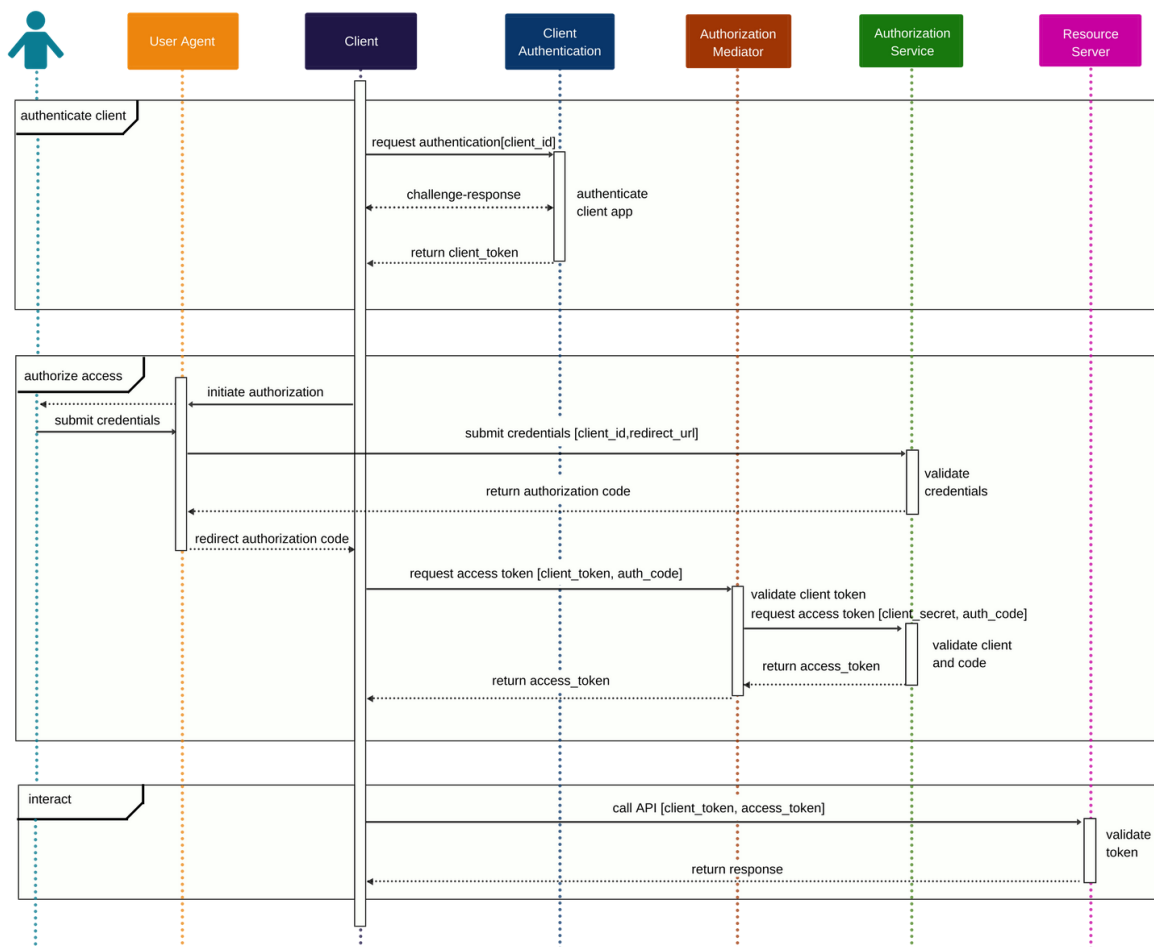 User Agent
Client
Client
Authentication
Authorization
Mediator
Authorization
Service
Resource
Server
authenticate client
request authentication[client_id]
challenge-response
authenticate
client app
return client_token
authorize access
initiate authorization
submit credentials
submit credentials [client_id,redirect_url]
validate
credentials
return authorization code
redirect authorization code
request access token [client_token, auth_code]
validate client token
request access token [client_secret, auth_code]
validate client
and code
return access_token
return access_token
interact
call API [client_token, access_token]
validate
token
return response